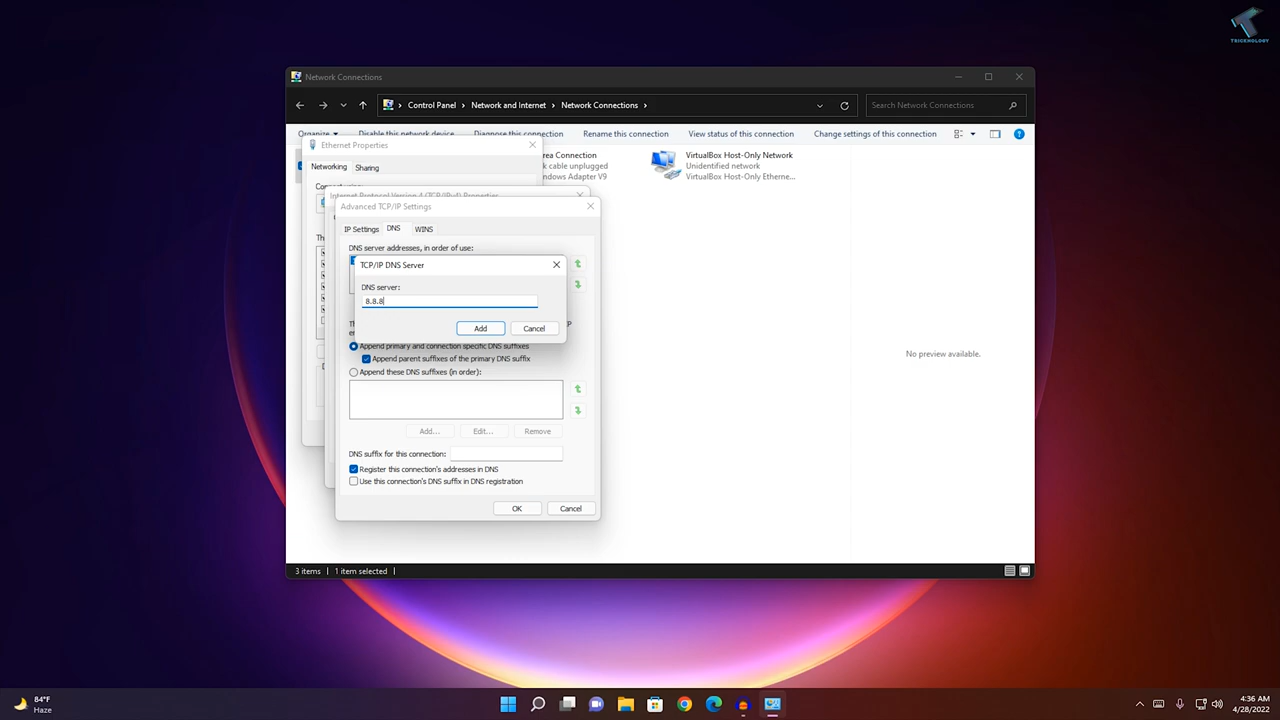 TRICKNOLOGY
Network Connections
Control Panel Network and Internet Network Connections
Search Network Connections
Organize Disable this network device Diagnose this connection Rename this connection View status of this connection Change settings of this connection
Ethernet Properties
Networking Sharing
rea Connection
k cable unplugged
indows Adapter V9
VirtualBox Host-Only Network
Unidentified network
VirtualBox Host-Only Etherne...
Internet Protocol Version 4 (TCP/IPv4) Properties
Advanced TCP/IP Settings
IP Settings DNS WINS
DNS server addresses, in order of use:
TCP/IP DNS Server
DNS server:
8.8.8
Add Cancel
Append primary and connection specific DNS suffixes
Append parent suffixes of the primary DNS suffix
Append these DNS suffixes (in order):
Add... Edit... Remove
DNS suffix for this connection:
Register this connection's addresses in DNS
Use this connection's DNS suffix in DNS registration
OK Cancel
No preview available.
3 items 1 item selected
84°F
Haze
4:36 AM
4/28/2022